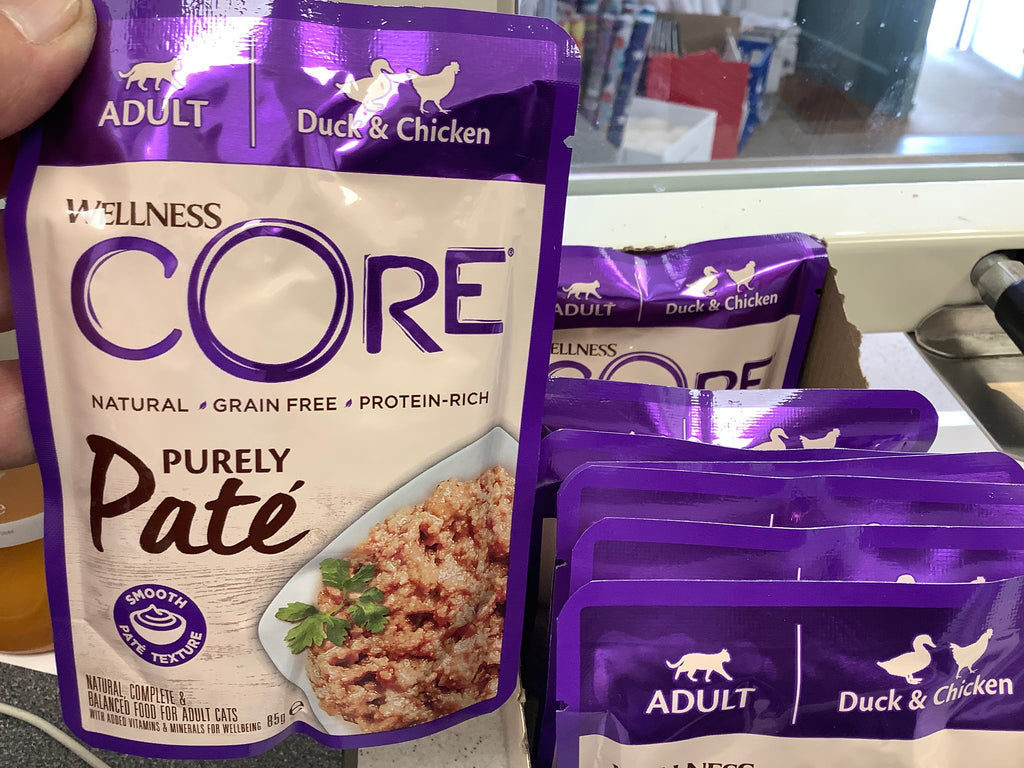 ADULT
Duck & Chicken
WELLNESS
CORE®
NATURAL GRAIN FREE PROTEIN-RICH
PURELY
Paté
SMOOTH
PATÉ TEXTURE
NATURAL, COMPLETE &
BALANCED FOOD FOR ADULT CATS
WITH ADDED VITAMINS & MINERALS FOR WELLBEING 85g e
ADULT
Duck & Chicken
ELLNESS
CORE
ADULT
Duck & Chicken